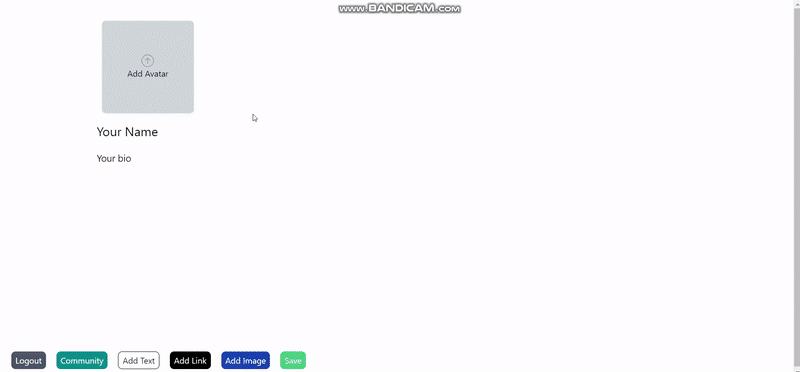 www.BANDICAM.com
Add Avatar
Your Name
Your bio
Logout Community Add Text Add Link Add Image Save